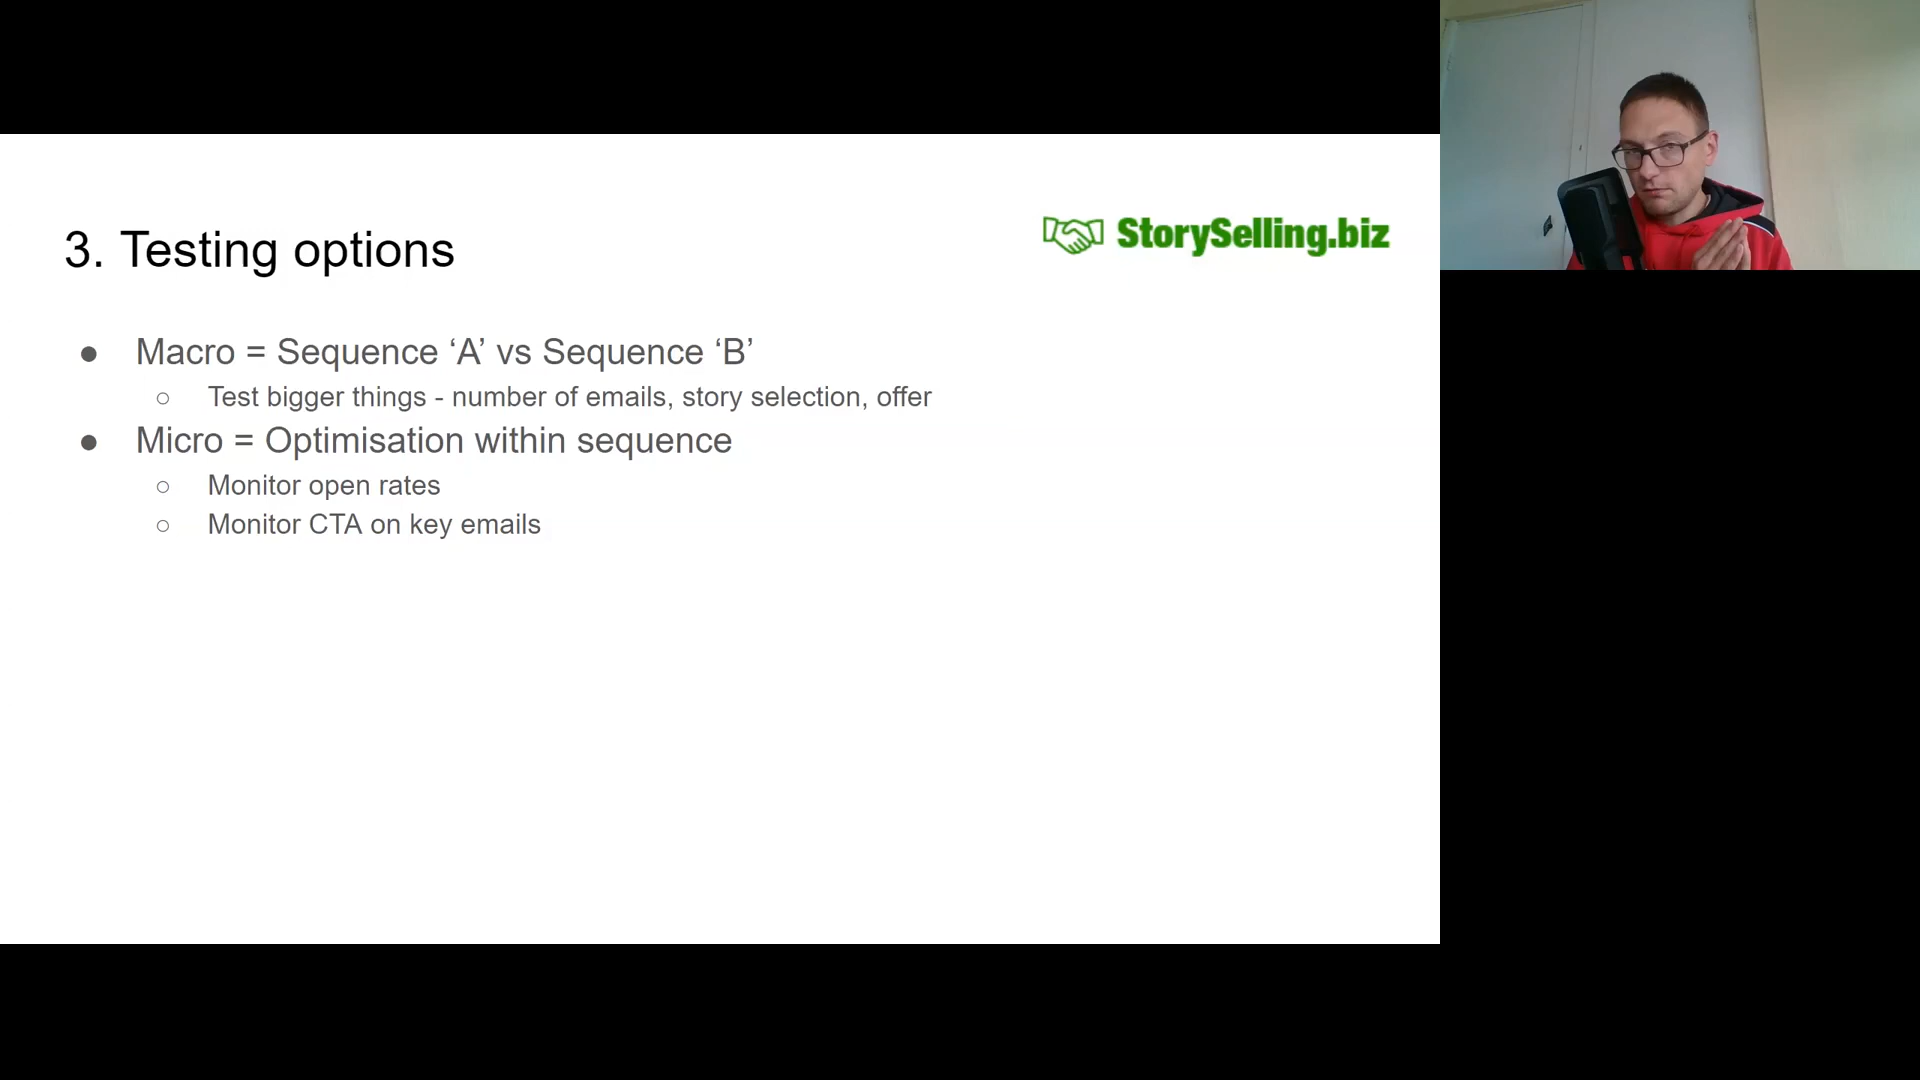 3. Testing options
StorySelling.biz
● Macro = Sequence ‘A’ vs Sequence ‘B’
○ Test bigger things - number of emails, story selection, offer
● Micro = Optimisation within sequence
○ Monitor open rates
○ Monitor CTA on key emails